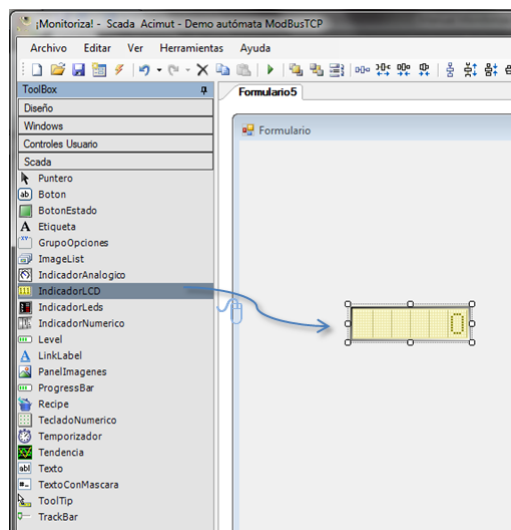 ¡Monitoriza! - Scada Acimut - Demo autómata ModBusTCP
Archivo Editar Ver Herramientas Ayuda
ToolBox
Formulario5
Diseño
Windows
Controles Usuario
Scada
Formulario
Puntero
ab Boton
BotonEstado
A Etiqueta
GrupoOpciones
ImageList
IndicadorAnalogico
IndicadorLCD
IndicadorLeds
IndicadorNumerico
Level
A LinkLabel
PanelImagenes
ProgressBar
Recipe
TecladoNumerico
Temporizador
Tendencia
abl Texto
TextoConMascara
ToolTip
TrackBar
0